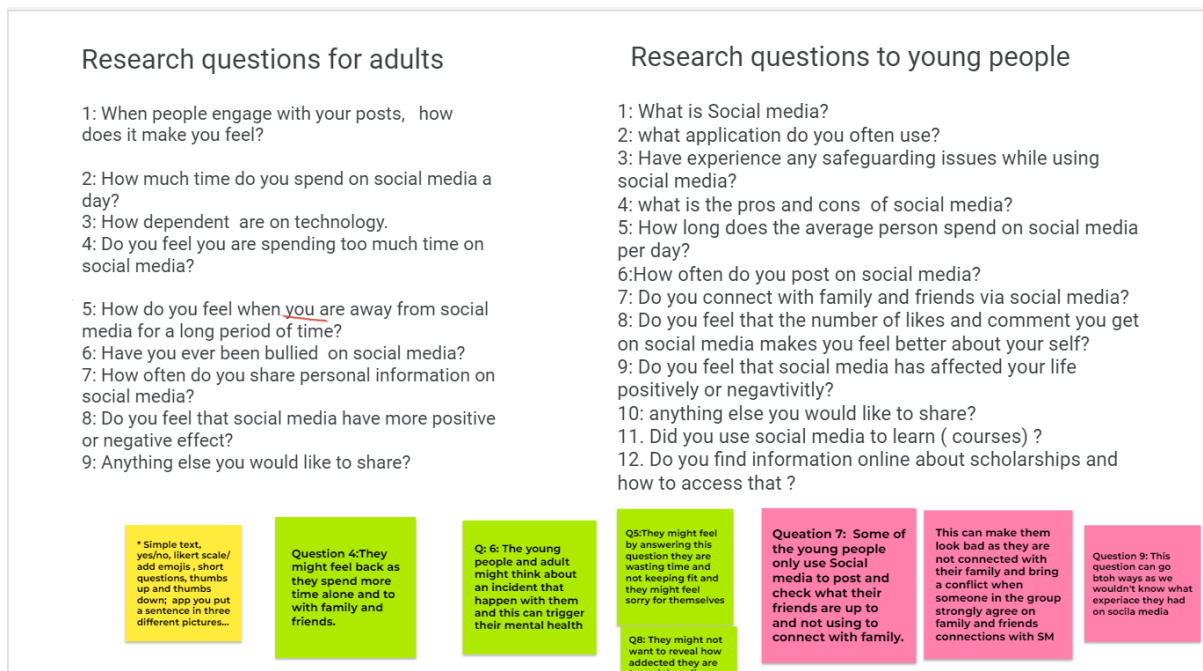 Research questions for adults
1: When people engage with your posts,   how
does it make you feel?
2: How much time do you spend on social media a
day?
3: How dependent  are on technology.
4: Do you feel you are spending too much time on
social media?
5: How do you feel when you are away from social
media for a long period of time?
6: Have you ever been bullied  on social media?
7: How often do you share personal information on
social media?
8: Do you feel that social media have more positive
or negative effect?
9: Anything else you would like to share?
Research questions to young people
1: What is Social media?
2: what application do you often use?
3: Have experience any safeguarding issues while using
social media?
4: what is the pros and cons  of social media?
5: How long does the average person spend on social media
per day?
6:How often do you post on social media?
7: Do you connect with family and friends via social media?
8: Do you feel that the number of likes and comment you get
on social media makes you feel better about your self?
9: Do you feel that social media has affected your life
positively or negavtivitly?
10: anything else you would like to share?
11. Did you use social media to learn ( courses) ?
12. Do you find information online about scholarships and
how to access that ?
* Simple text,
yes/no, likert scale/
add emojis , short
questions, thumbs
up and thumbs
down;  app you put
a sentence in three
different pictures...
Question 4:They
might feel back as
they spend more
time alone and to
with family and
friends.
Q: 6: The young
people and adult
might think about
an incident that
happen with them
and this can trigger
their mental health
Q5:They might feel
by answering this
question they are
wasting time and
not keeping fit and
they might feel
sorry for themselves
Q8: They might not
want to reveal how
addected they are
Queation 7:  Some of
the young people
only use Social
media to post and
check what their
friends are up to
and not using to
connect with family.
This can make them
look bad as they are
not connected with
their family and bring
a conflict when
someone in the group
strongly agree on
family and friends
connections with SM
Question 9: This
question can go
btoh ways as we
wouldn't know what
experiace they had
on socila media